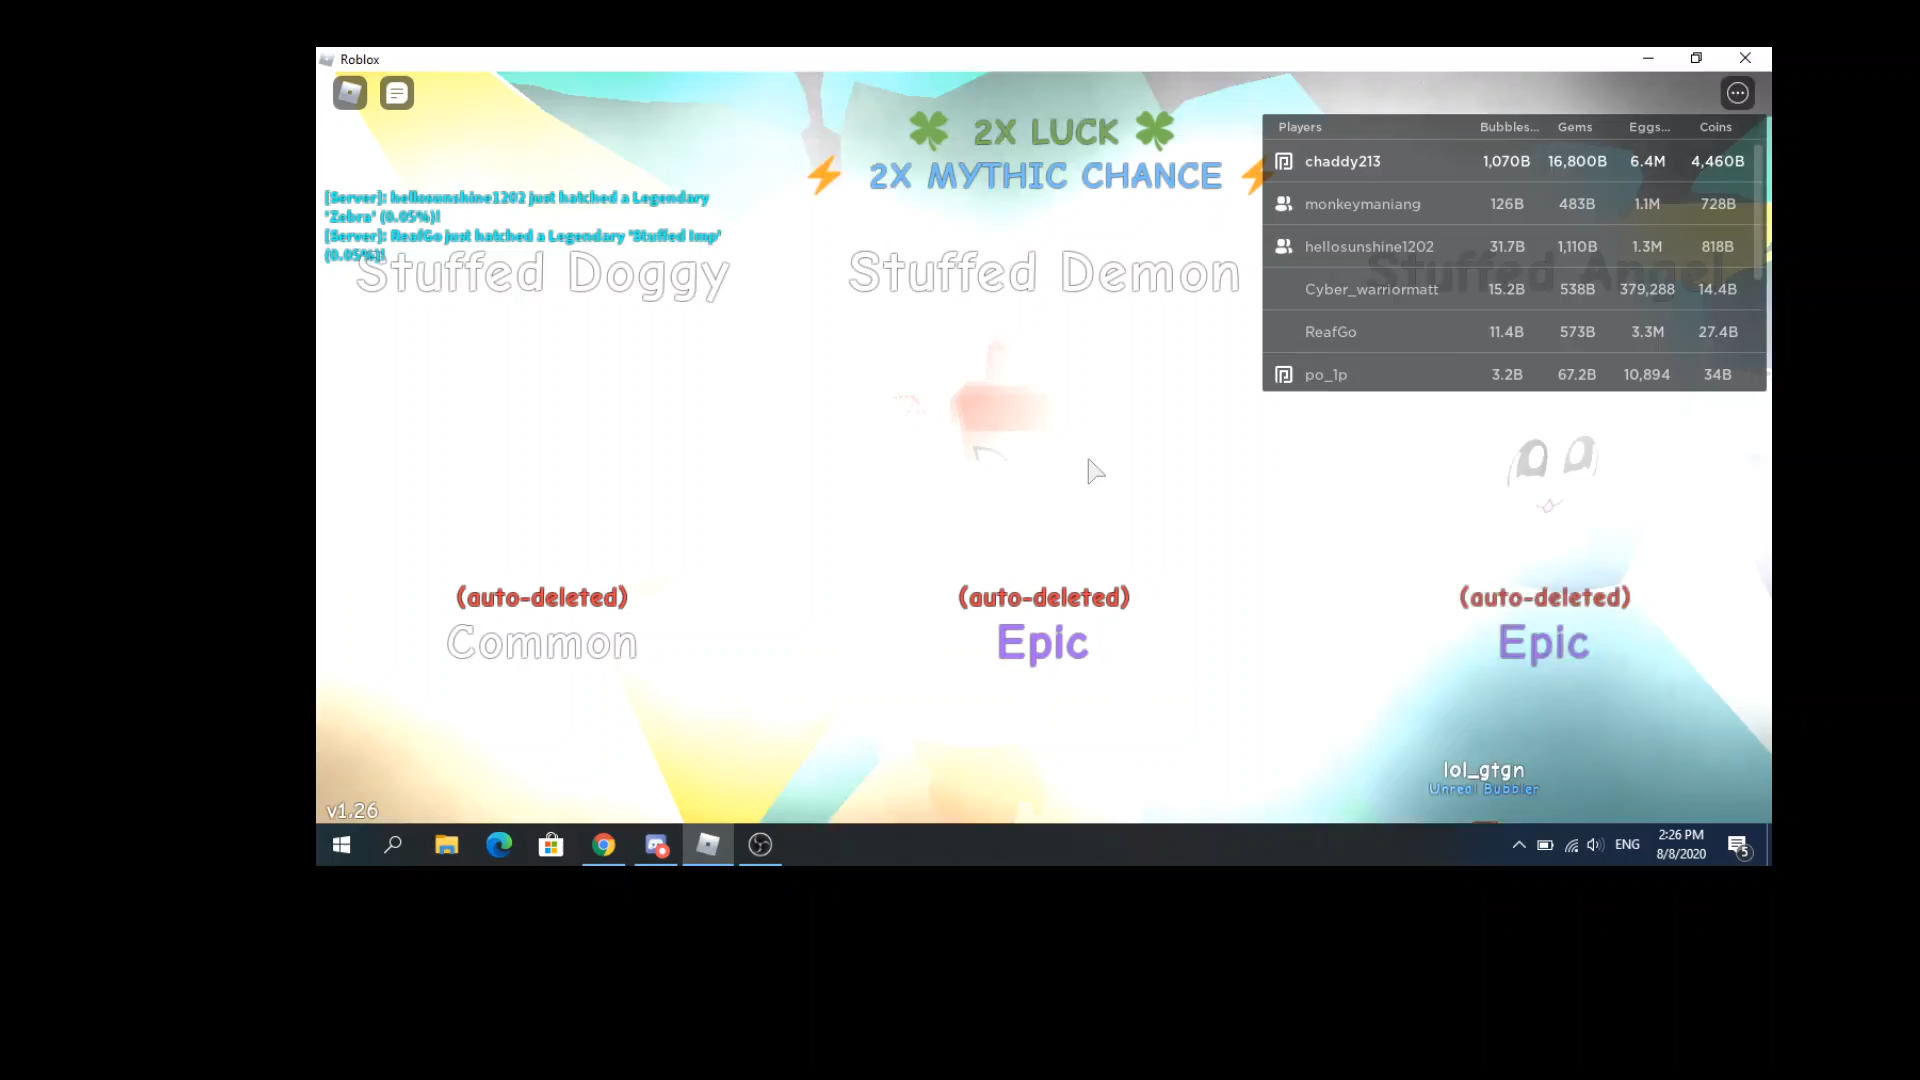 Roblox
2X LUCK
2X MYTHIC CHANCE
[Server]: hellosunshine1202 just hatched a Legendary
'Zebra' (0.05%)!
[Server]: ReafGo just hatched a Legendary 'Stuffed Imp'
(0.05%)!
Players Bubbles... Gems Eggs... Coins
chaddy213 1,070B 16,800B 6.4M 4,460B
monkeymaniang 126B 483B 1.1M 728B
hellosunshine1202 31.7B 1,110B 1.3M 818B
Cyber_warriormatt 15.2B 538B 379,288 14.4B
ReafGo 11.4B 573B 3.3M 27.4B
po_1p 3.2B 67.2B 10,894 34B
Stuffed Doggy
Stuffed Demon
Stuffed Angel
(auto-deleted)
Common
(auto-deleted)
Epic
(auto-deleted)
Epic
lol_gtgn
Unreal Bubbler
v1.26
ENG
2:26 PM
8/8/2020
5